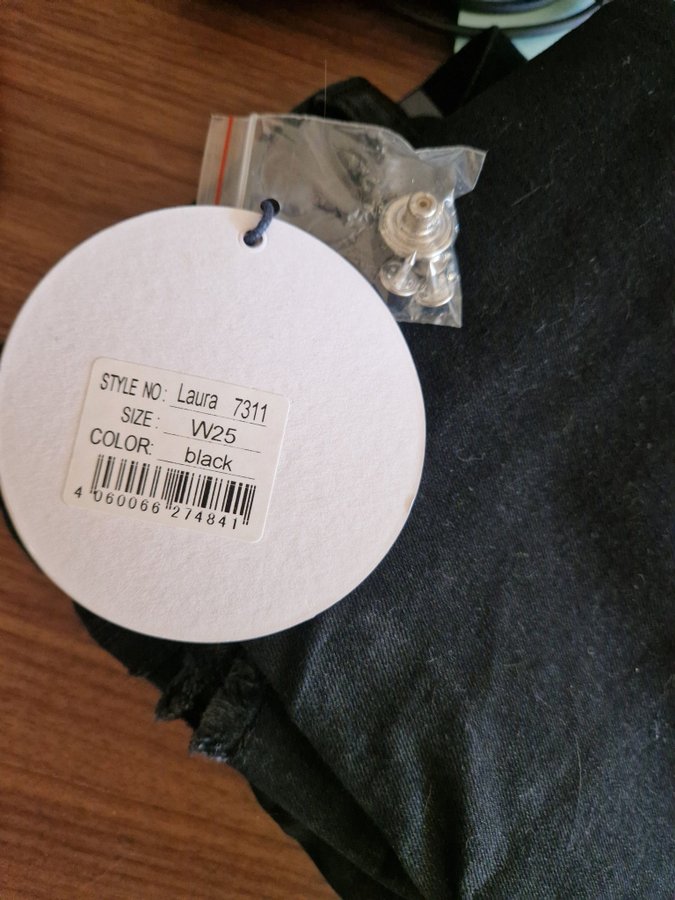 STYLE NO: Laura 7311
SIZE: W25
COLOR: black
4 060066 274841